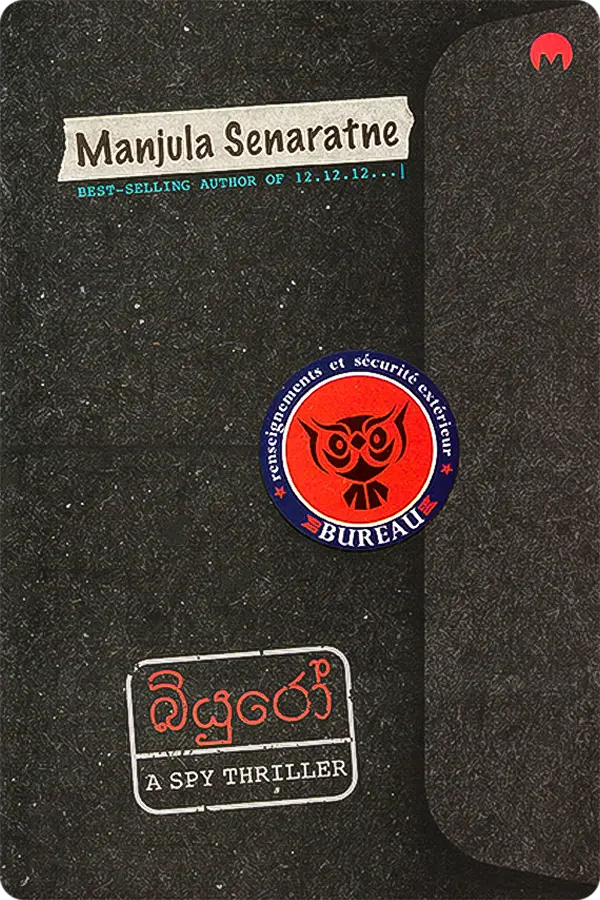 M
Manjula Senaratne
BEST-SELLING AUTHOR OF 12.12.12...|
renseignements et sécurité extérieur
BUREAU
බියුරෝ
A SPY THRILLER